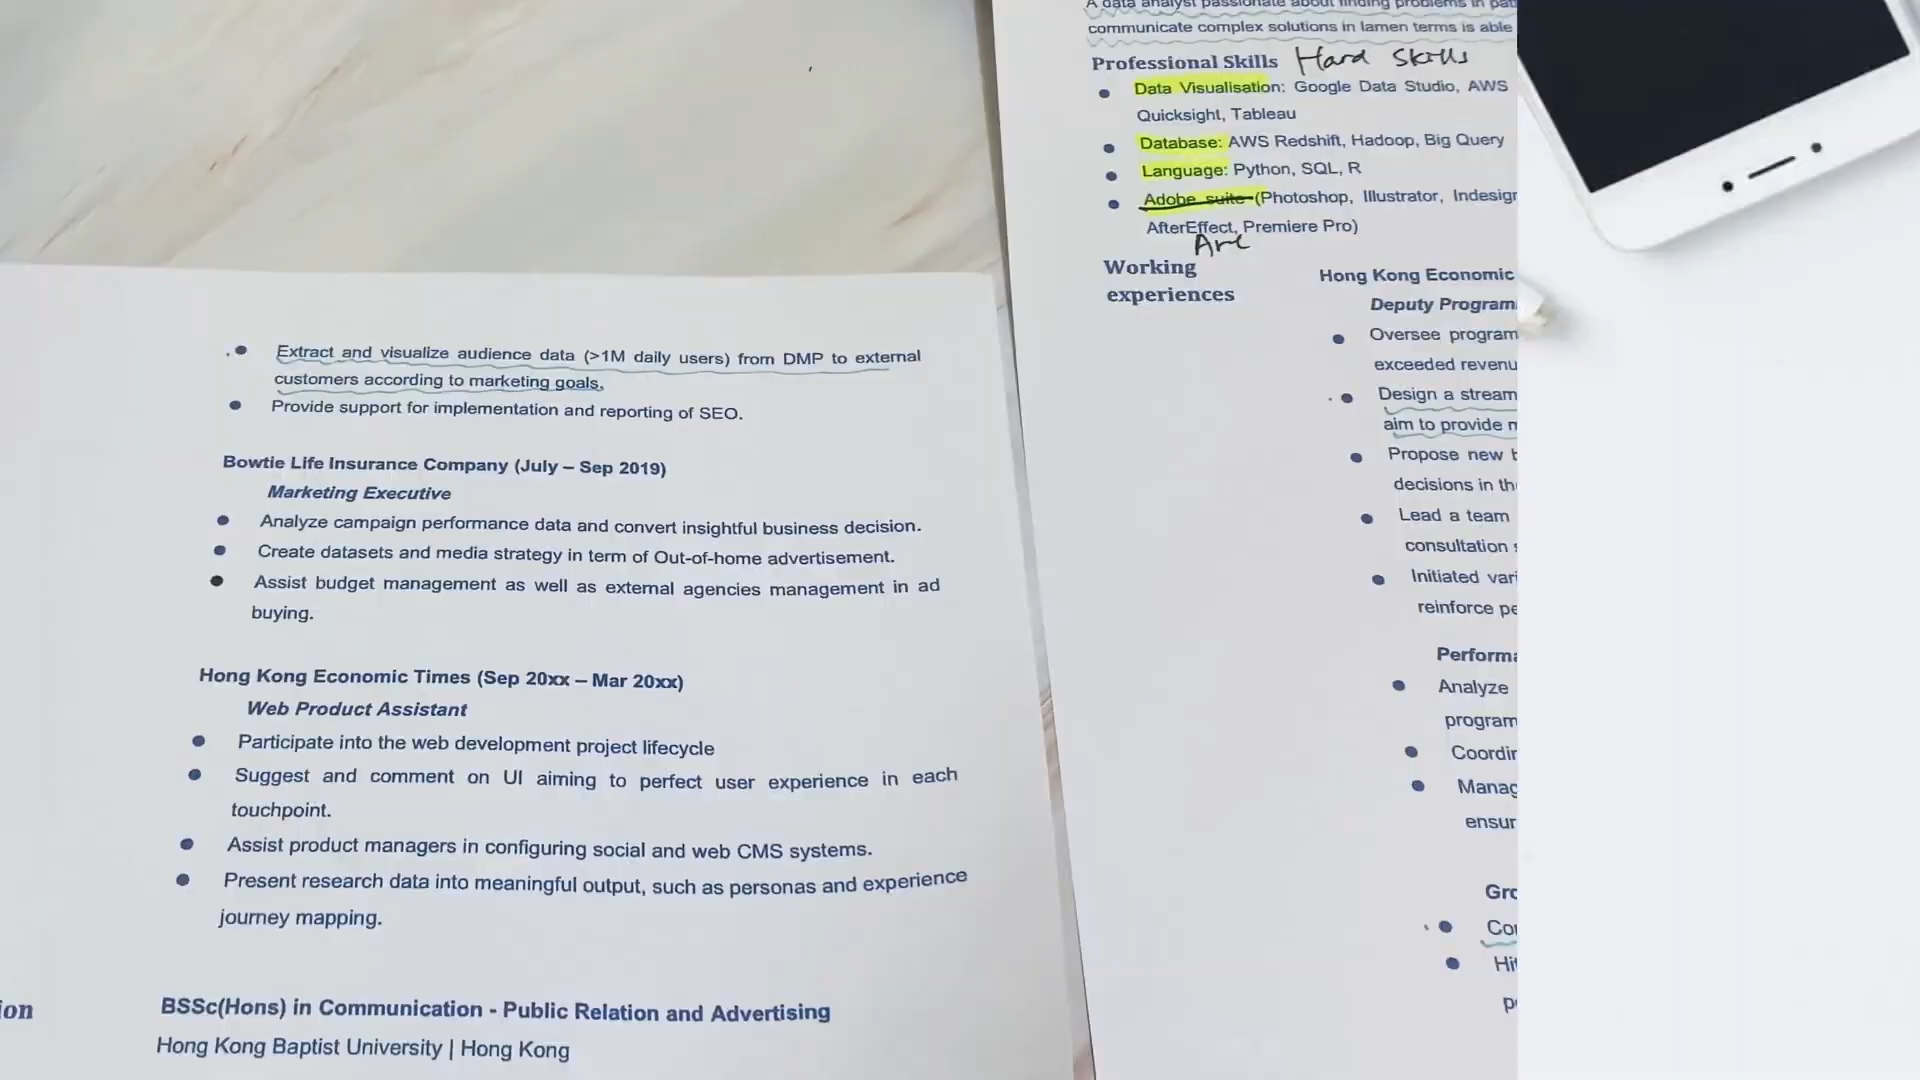 Extract and visualize audience data (>1M daily users) from DMP to external
customers according to marketing goals,
Provide support for implementation and reporting of SEO.
Bowtie Life Insurance Company (July – Sep 2019)
Marketing Executive
Analyze campaign performance data and convert insightful business decision.
Create datasets and media strategy in term of Out-of-home advertisement.
Assist budget management as well as external agencies management in ad
buying.
Hong Kong Economic Times (Sep 20xx – Mar 20xx)
Web Product Assistant
Participate into the web development project lifecycle
Suggest and comment on UI aiming to perfect user experience in each
touchpoint.
Assist product managers in configuring social and web CMS systems.
Present research data into meaningful output, such as personas and experience
journey mapping.
ion
BSSc(Hons) in Communication - Public Relation and Advertising
Hong Kong Baptist University | Hong Kong
A data analyst passionate about finding problems in
communicate complex solutions in lamen terms is able
Professional Skills Hard Skills
Data Visualisation: Google Data Studio, AWS
Quicksight, Tableau
Database: AWS Redshift, Hadoop, Big Query
Language: Python, SQL, R
Adobe suite (Photoshop, Illustrator, Indesign
AfterEffect, Premiere Pro)
Working
experiences
Hong Kong Economic
Deputy Program
Oversee program
exceeded revenu
Design a stream
aim to provide
Propose new
decisions in
Lead a team
consultation
Initiated vari
reinforce pe
Performa
Analyze
program
Coordin
Manag
ensur
Gro
Con
Hit